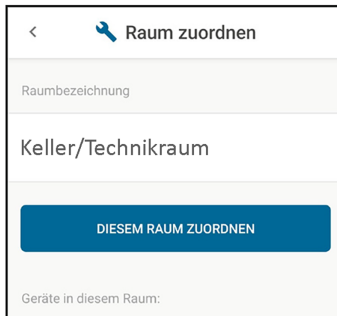 Raum zuordnen
Raumbezeichnung
Keller/Technikraum
DIESEM RAUM ZUORDNEN
Geräte in diesem Raum: